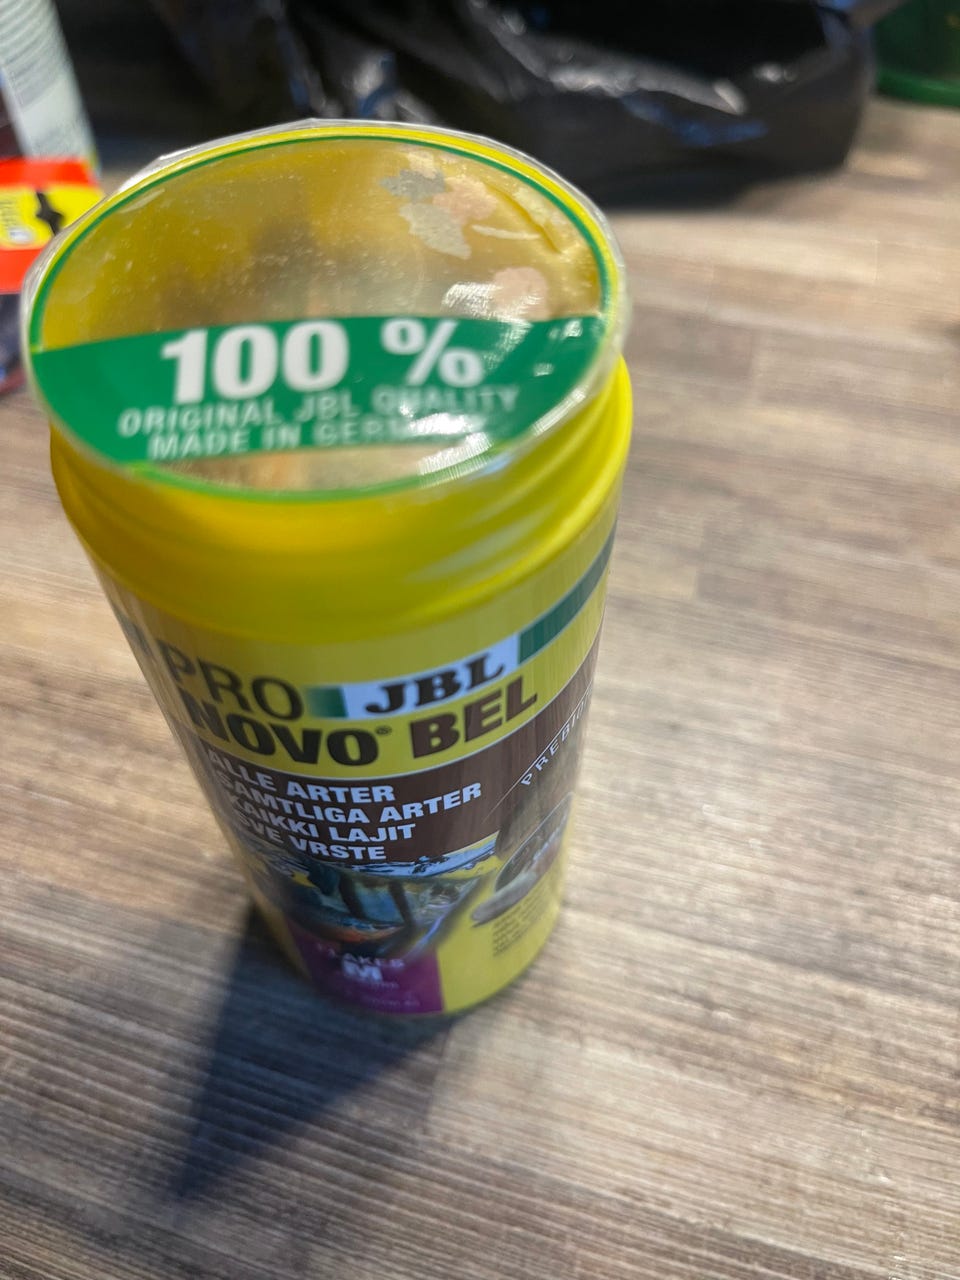 100 %
ORIGINAL JBL QUALITY
MADE IN GERMANY
PRO JBL
NOVO® BEL
ALLE ARTER
SAMTLIGA ARTER
KAIKKI LAJIT
SVE VRSTE
FLAKES
M